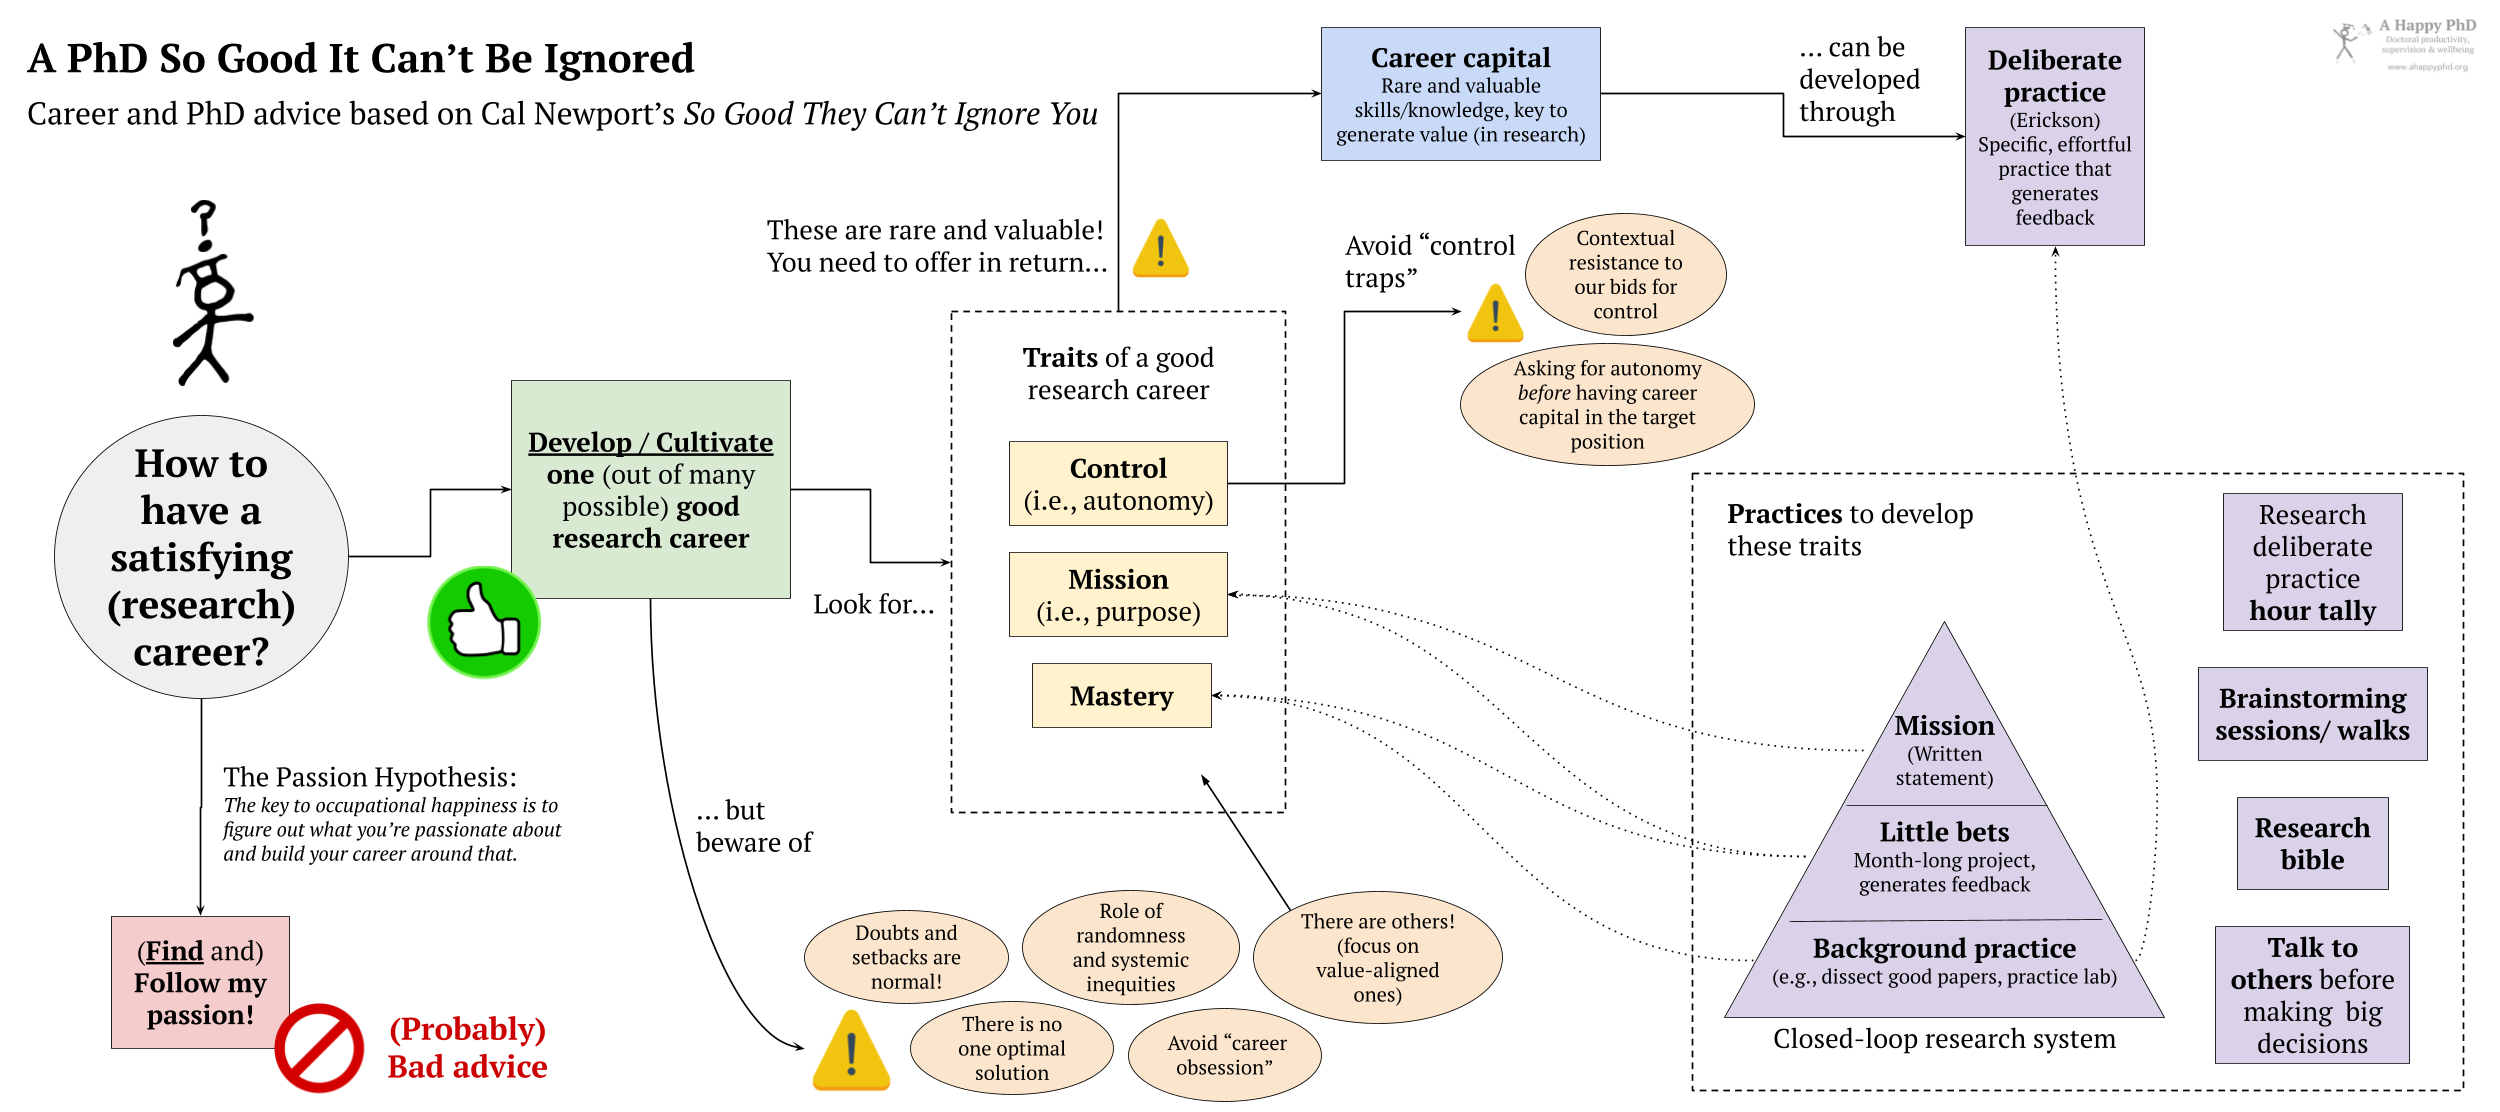 A PhD So Good It Can’t Be Ignored
Career and PhD advice based on Cal Newport’s So Good They Can’t Ignore You
A Happy PhD
Doctoral productivity,
supervision & wellbeing
www.ahappyphd.org
?
How to
have a
satisfying
(research)
career?
The Passion Hypothesis:
The key to occupational happiness is to
figure out what you’re passionate about
and build your career around that.
(Find and)
Follow my
passion!
(Probably)
Bad advice
Develop / Cultivate
one (out of many
possible) good
research career
Look for...
... but
beware of
Doubts and
setbacks are
normal!
Role of
randomness
and systemic
inequities
There are others!
(focus on
value-aligned
ones)
There is no
one optimal
solution
Avoid “career
obsession”
Traits of a good
research career
Control
(i.e., autonomy)
Mission
(i.e., purpose)
Mastery
These are rare and valuable!
You need to offer in return...
Career capital
Rare and valuable
skills/knowledge, key to
generate value (in research)
... can be
developed
through
Deliberate
practice
(Erickson)
Specific, effortful
practice that
generates
feedback
Avoid “control
traps”
Contextual
resistance to
our bids for
control
Asking for autonomy
before having career
capital in the target
position
Practices to develop
these traits
Mission
(Written
statement)
Little bets
Month-long project,
generates feedback
Background practice
(e.g., dissect good papers, practice lab)
Closed-loop research system
Research
deliberate
practice
hour tally
Brainstorming
sessions/ walks
Research
bible
Talk to
others before
making big
decisions